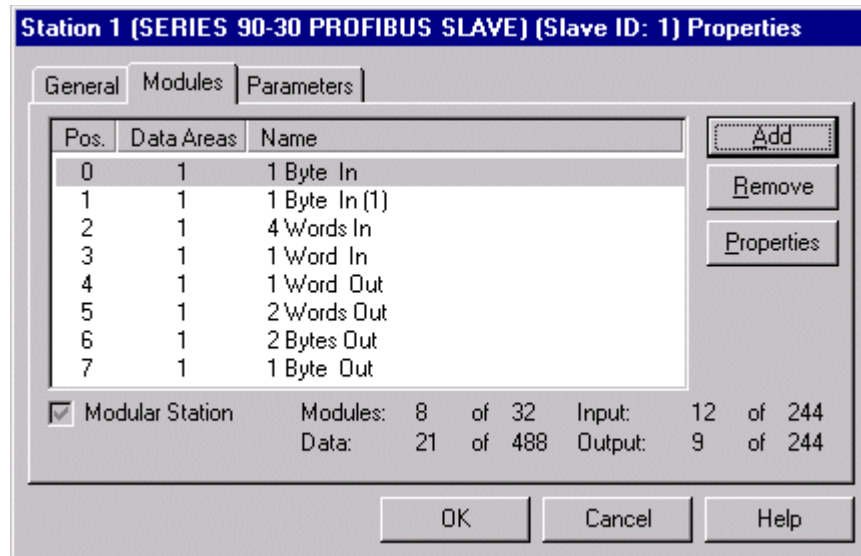 Station 1 (SERIES 90-30 PROFIBUS SLAVE) (Slave ID: 1) Properties
General Modules Parameters
Pos. Data Areas Name
0 1 1 Byte In
1 1 1 Byte In (1)
2 1 4 Words In
3 1 1 Word In
4 1 1 Word Out
5 1 2 Words Out
6 1 2 Bytes Out
7 1 1 Byte Out
Add
Remove
Properties
Modular Station Modules: 8 of 32 Input: 12 of 244
Data: 21 of 488 Output: 9 of 244
OK Cancel Help